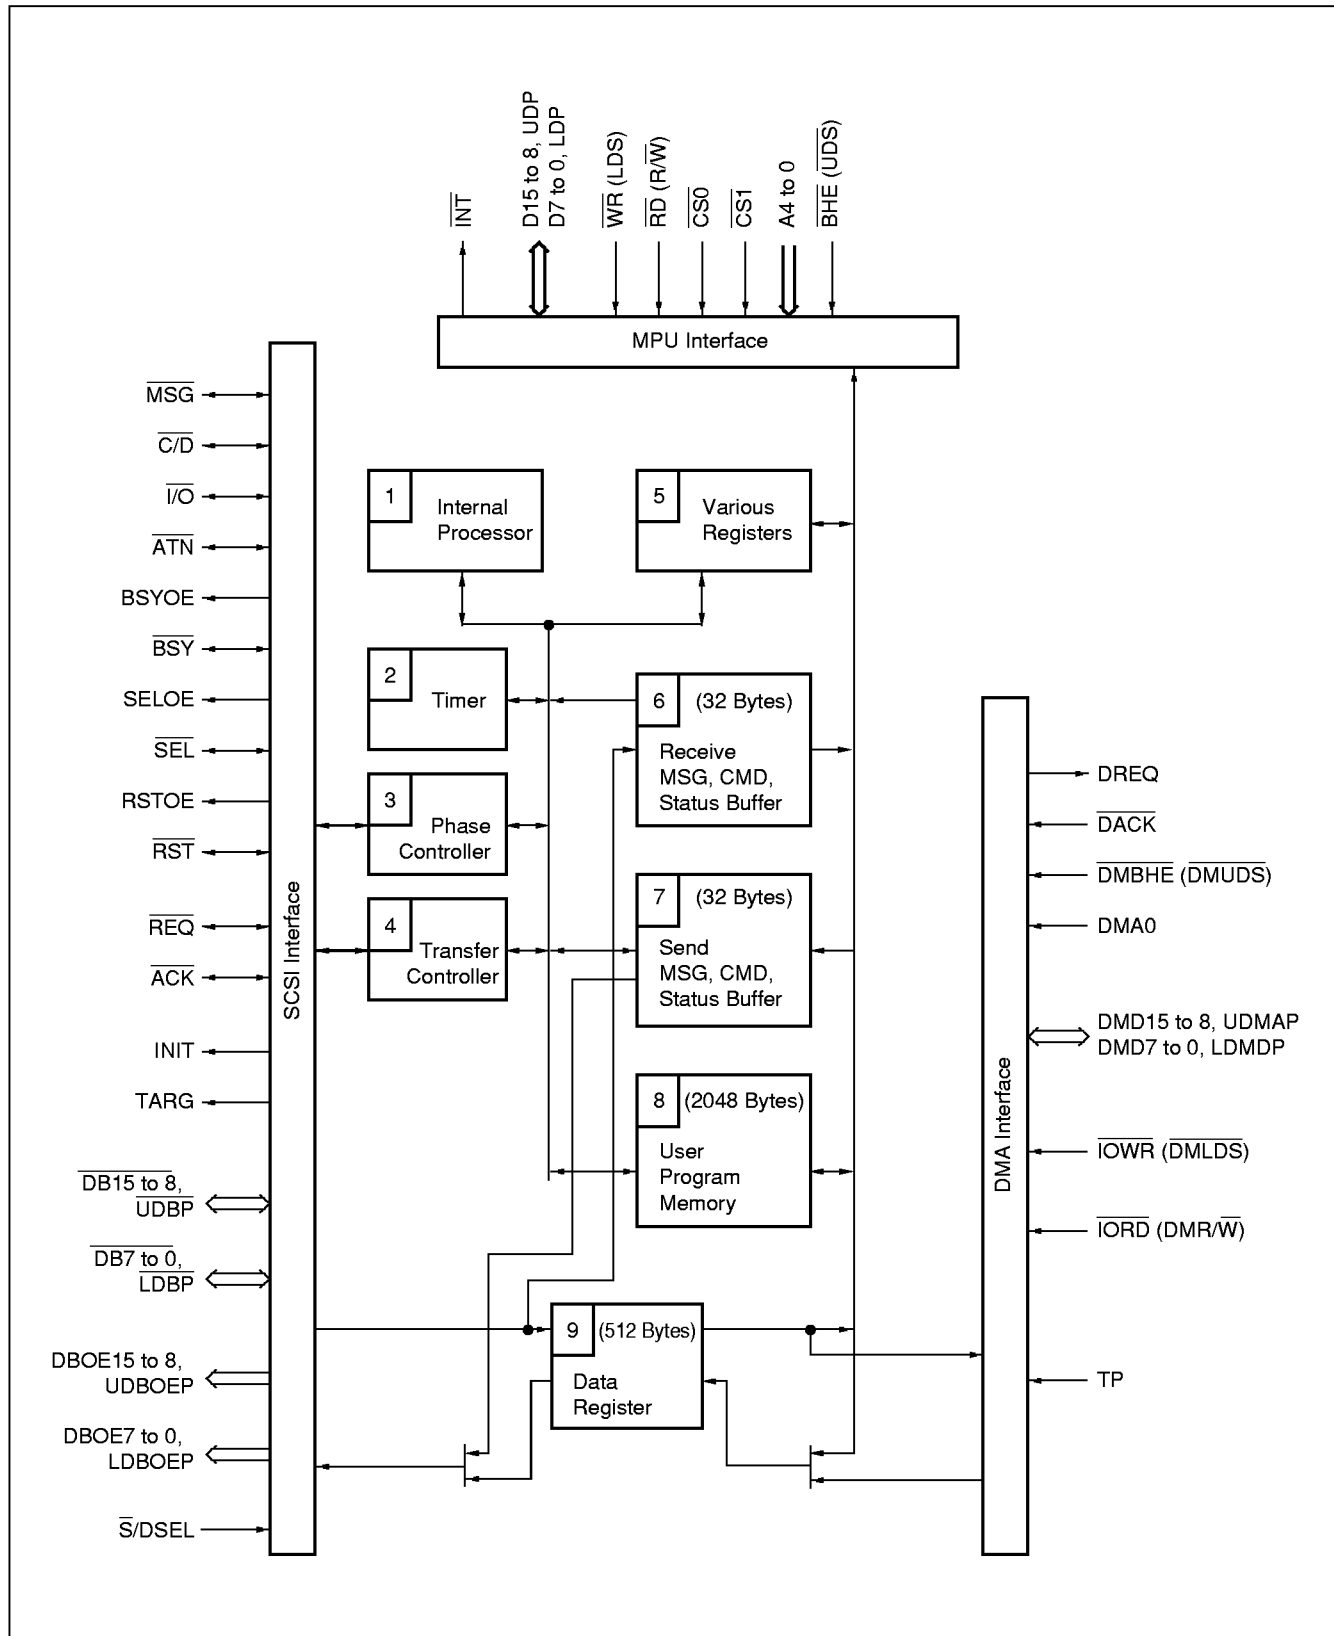 INT
D15 to 8, UDP
D7 to 0, LDP
WR (LDS)
RD (R/W)
CS0
CS1
A4 to 0
BHE (UDS)
MPU Interface
MSG
C/D
I/O
ATN
BSYOE
BSY
SELOE
SEL
RSTOE
RST
REQ
ACK
INIT
TARG
DB15 to 8,
UDBP
DB7 to 0,
LDBP
DBOE15 to 8,
UDBOEP
DBOE7 to 0,
LDBOEP
S/DSEL
SCSI Interface
1
Internal
Processor
2
Timer
3
Phase
Controller
4
Transfer
Controller
5
Various
Registers
6 (32 Bytes)
Receive
MSG, CMD,
Status Buffer
7 (32 Bytes)
Send
MSG, CMD,
Status Buffer
8 (2048 Bytes)
User
Program
Memory
9 (512 Bytes)
Data
Register
DMA Interface
DREQ
DACK
DMBHE (DMUDS)
DMA0
DMD15 to 8, UDMAP
DMD7 to 0, LDMDP
IOWR (DMLDS)
IORD (DMR/W)
TP